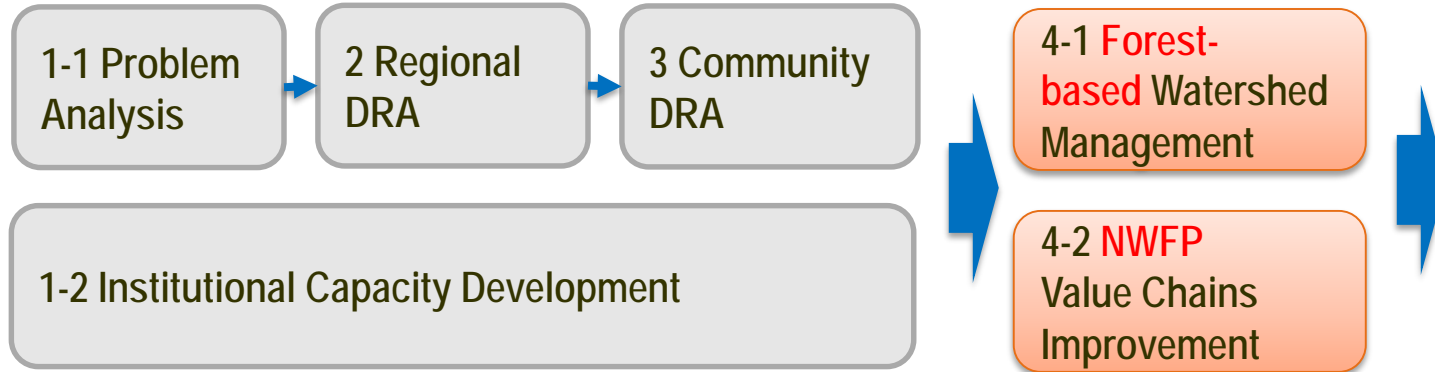 1-1 Problem
Analysis
2 Regional
DRA
3 Community
DRA
1-2 Institutional Capacity Development
4-1 Forest-
based Watershed
Management
4-2 NWFP
Value Chains
Improvement